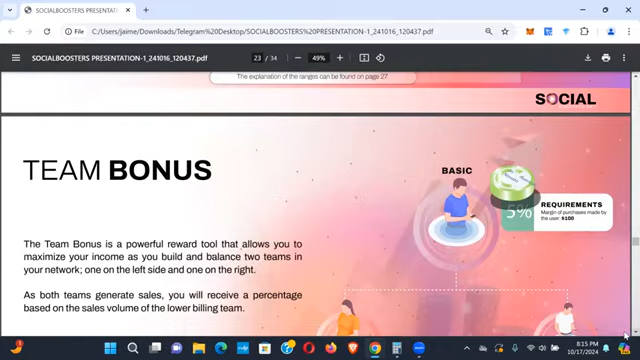 SOCIALBOOSTERS PRESENTAT
File
C:/Users/jaime/Downloads/Telegram%20Desktop/SOCIALBOOSTERS%20PRESENTATION-1_241016_120437.pdf
SOCIALBOOSTERS PRESENTATION-1_241016_120437.pdf
23 / 34
49%
The explanation of the ranges can be found on page 27.
SOCIAL
TEAM BONUS
BASIC
5%
REQUIREMENTS
Margin of purchases made by
the user: $100
The Team Bonus is a powerful reward tool that allows you to
maximize your income as you build and balance two teams in
your network; one on the left side and one on the right.
As both teams generate sales, you will receive a percentage
based on the sales volume of the lower billing team.
Search
8:15 PM
10/17/2024